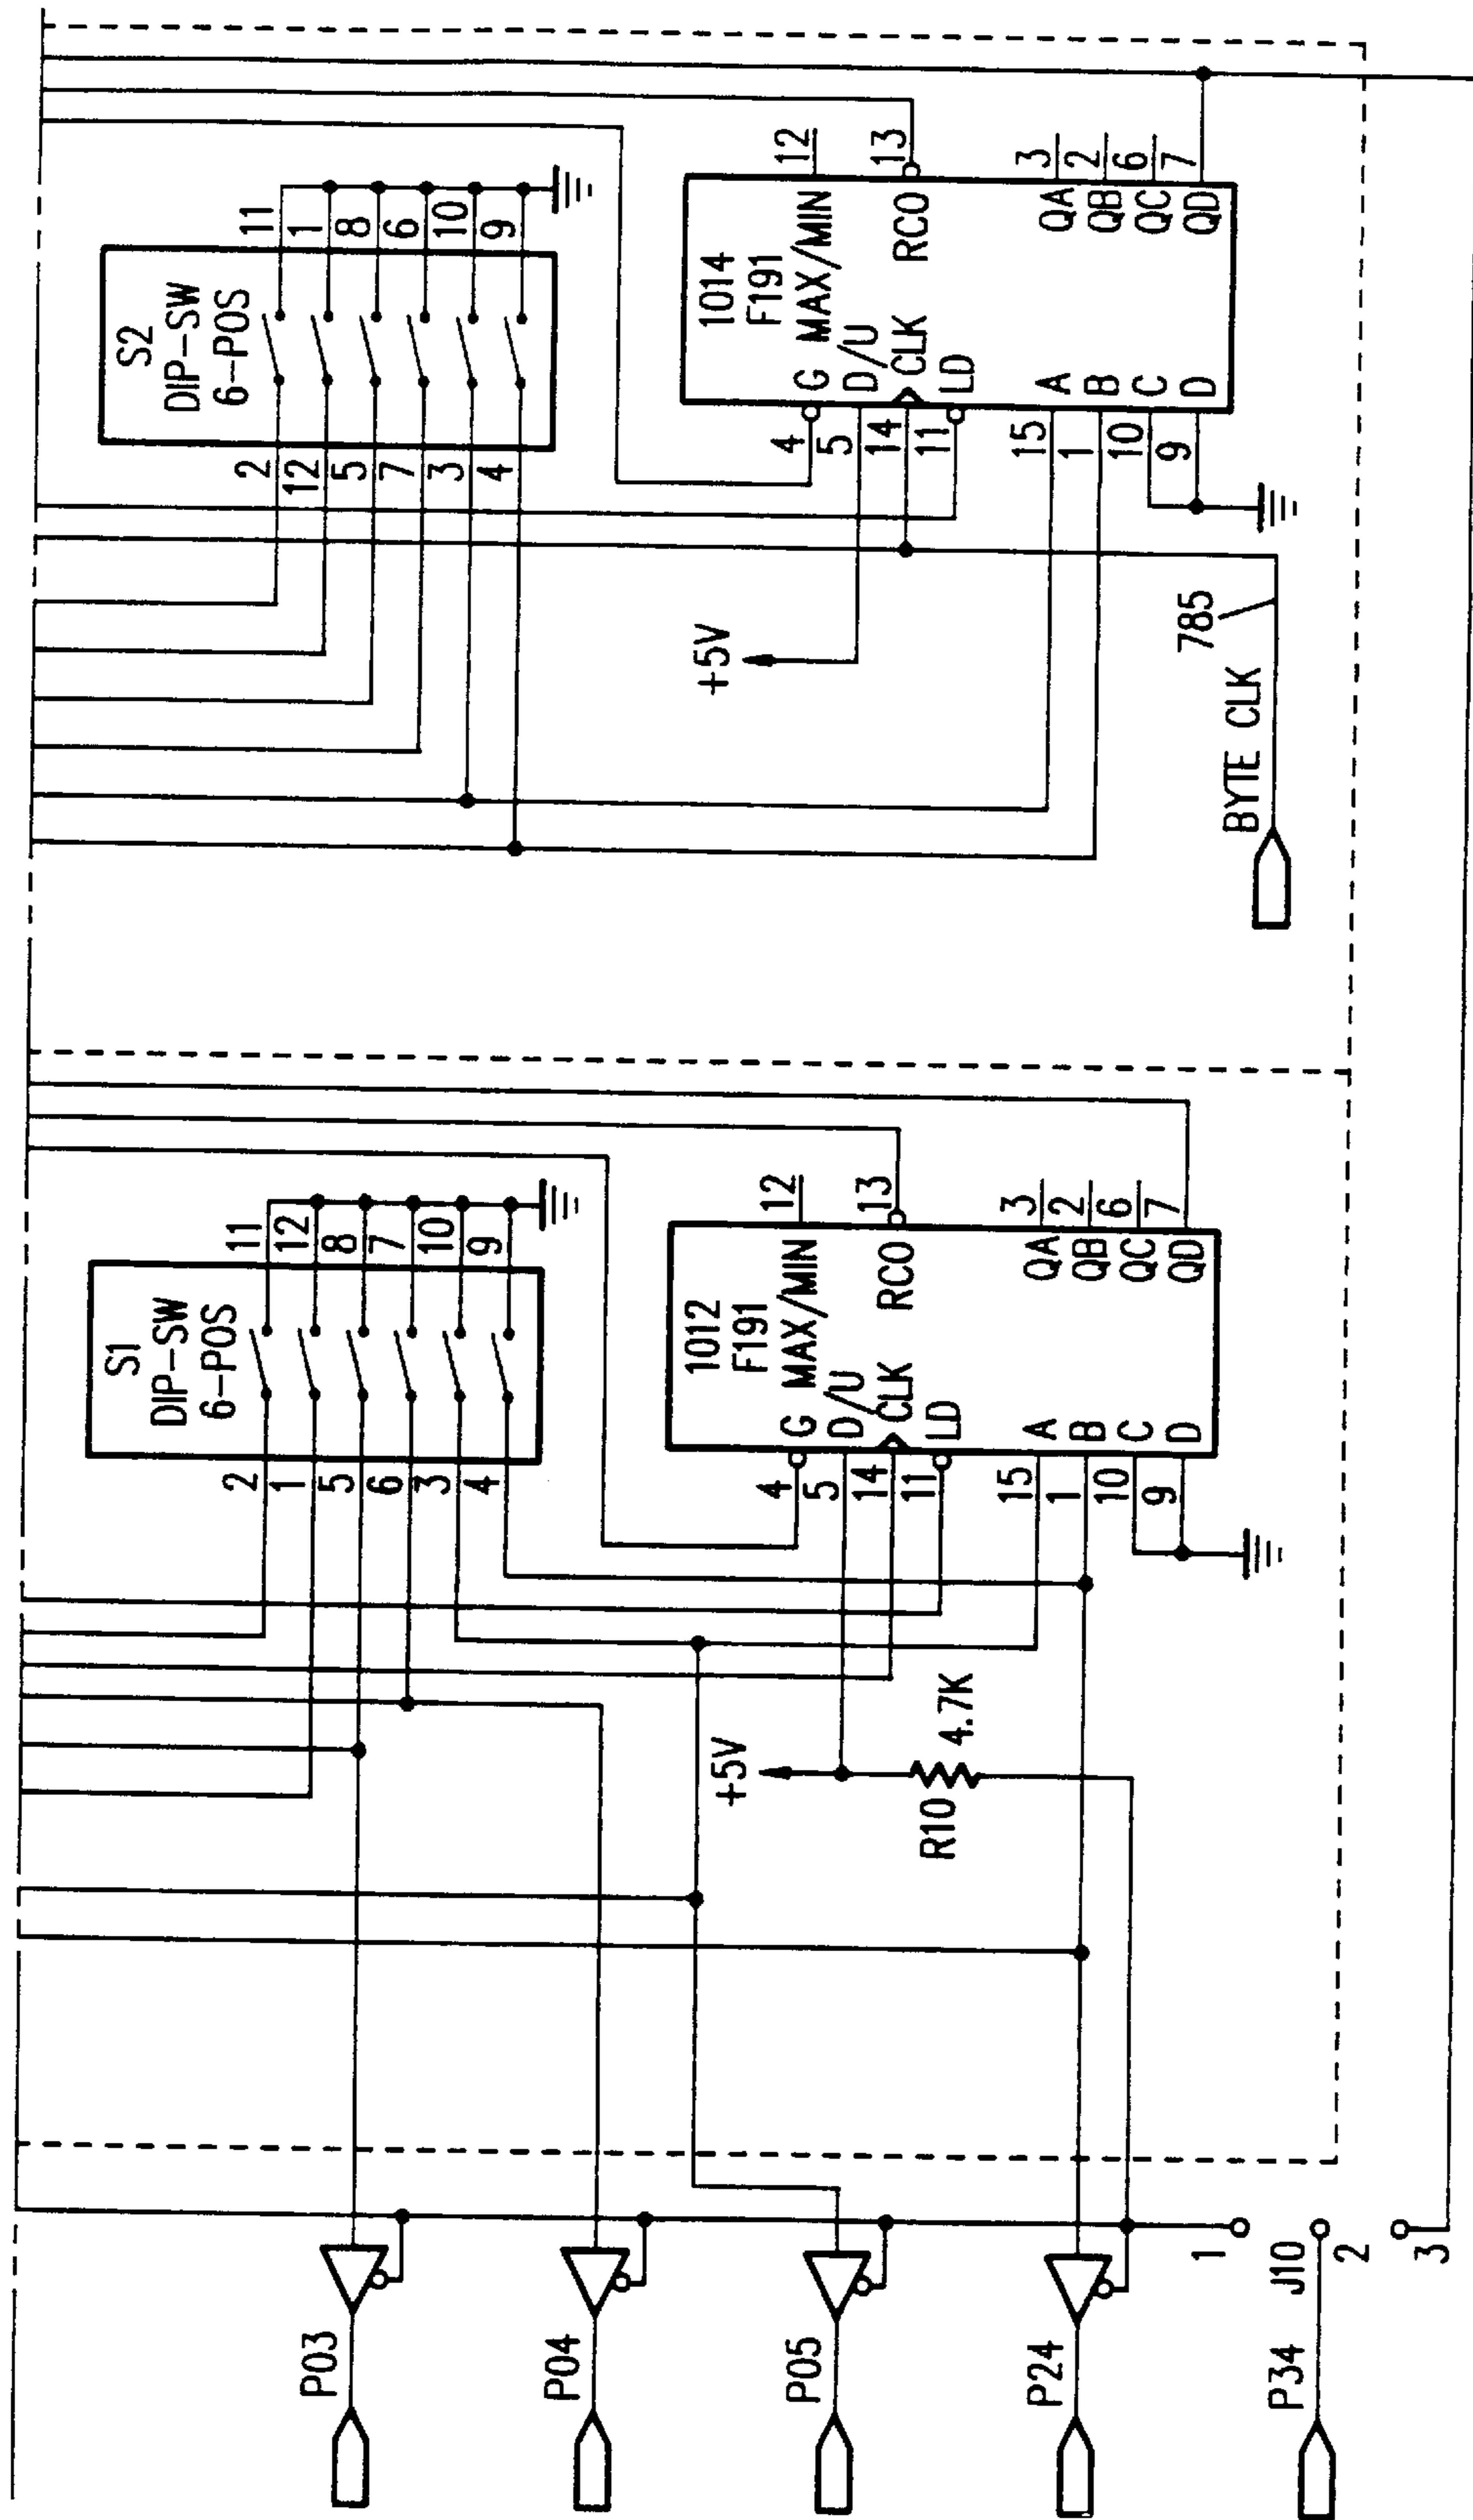 S1
DIP-SW
6-POS
2
1
5
6
3
4
11
12
8
7
10
9
S2
DIP-SW
6-POS
2
12
5
7
3
4
11
1
8
6
10
9
1012
F191
G MAX/MIN
D/U
CLK RCO
LD
A QA
B QB
C QC
D QD
4
5
14
11
15
1
10
9
12
13
3
2
6
7
1014
F191
G MAX/MIN
D/U
CLK RCO
LD
A QA
B QB
C QC
D QD
4
5
14
11
15
1
10
9
12
13
3
2
6
7
+5V
R10 4.7K
+5V
785
BYTE CLK
P03
P04
P05
P24
P34
J10
1
2
3